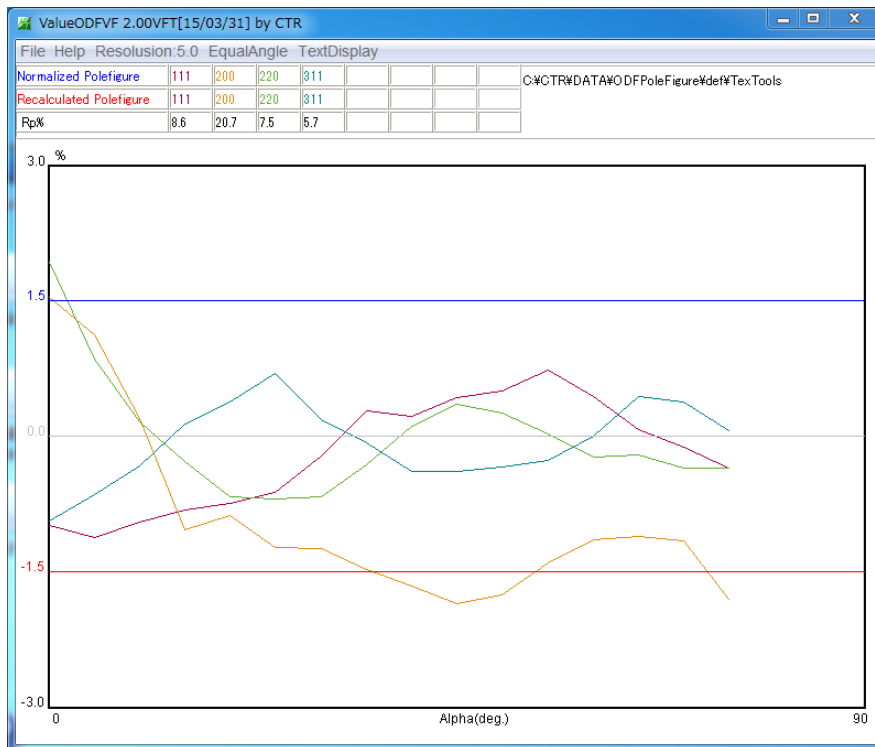 ValueODFVF 2.00VFT[15/03/31] by CTR
File Help Resolusion:5.0 EqualAngle TextDisplay
Normalized Polefigure 111 200 220 311
C:¥CTR¥DATA¥ODFPoleFigure¥def¥TexTools
Recalculated Polefigure 111 200 220 311
Rp% 8.6 20.7 7.5 5.7
3.0 %
1.5
0.0
-1.5
-3.0
0 Alpha(deg.) 90